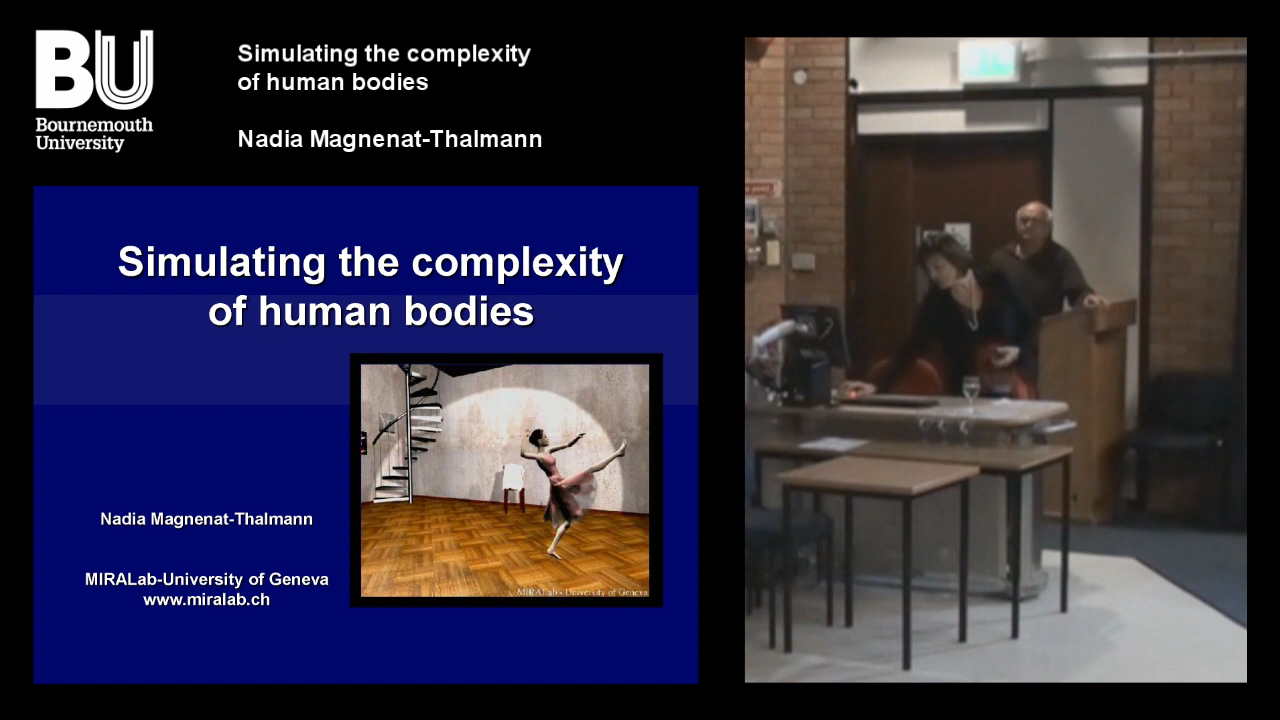 BU
Bournemouth
University
Simulating the complexity
of human bodies
Nadia Magnenat-Thalmann
Simulating the complexity
of human bodies
Nadia Magnenat-Thalmann
MIRALab-University of Geneva
www.miralab.ch
MIRALab - University of Geneva